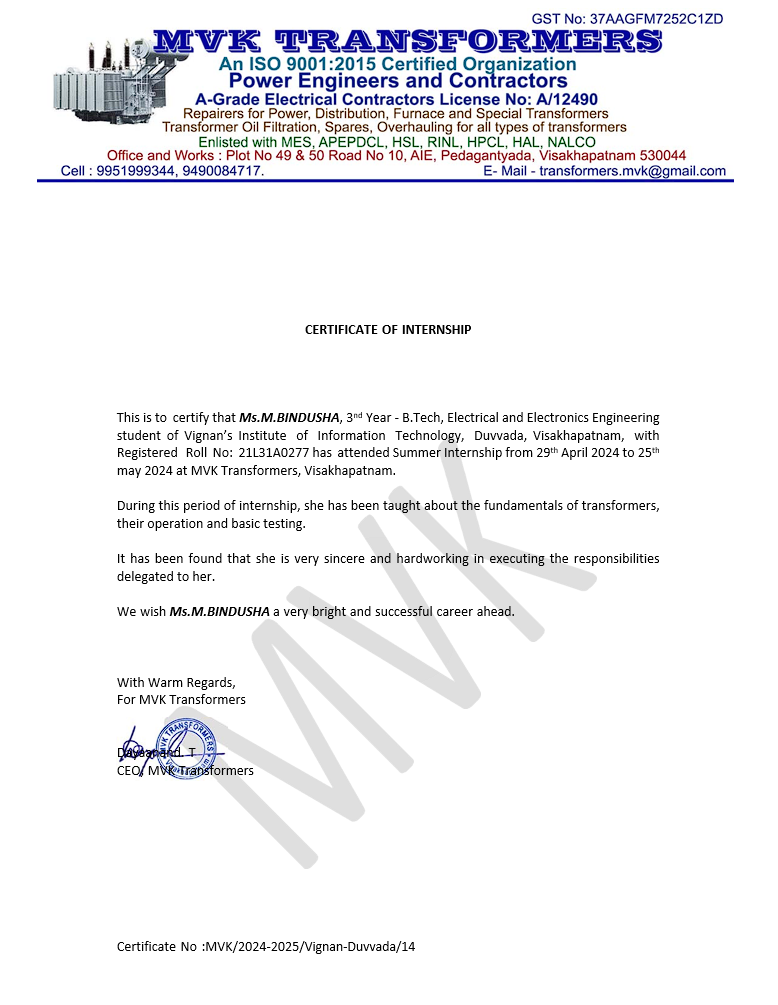 GST No: 37AAGFM7252C1ZD
MVK TRANSFORMERS
An ISO 9001:2015 Certified Organization
Power Engineers and Contractors
A-Grade Electrical Contractors License No: A/12490
Repairers for Power, Distribution, Furnace and Special Transformers
Transformer Oil Filtration, Spares, Overhauling for all types of transformers
Enlisted with MES, APEPDCL, HSL, RINL, HPCL, HAL, NALCO
Office and Works : Plot No 49 & 50 Road No 10, AIE, Pedagantyada, Visakhapatnam 530044
Cell : 9951999344, 9490084717. E- Mail - transformers.mvk@gmail.com
CERTIFICATE OF INTERNSHIP
This is to certify that Ms.M.BINDUSHA, 3nd Year - B.Tech, Electrical and Electronics Engineering
student of Vignan’s Institute of Information Technology, Duvvada, Visakhapatnam, with
Registered Roll No: 21L31A0277 has attended Summer Internship from 29th April 2024 to 25th
may 2024 at MVK Transformers, Visakhapatnam.
During this period of internship, she has been taught about the fundamentals of transformers,
their operation and basic testing.
It has been found that she is very sincere and hardworking in executing the responsibilities
delegated to her.
We wish Ms.M.BINDUSHA a very bright and successful career ahead.
With Warm Regards,
For MVK Transformers
MVK TRANSFORMERS
T
CEO, MVK Transformers
MVK
Certificate No :MVK/2024-2025/Vignan-Duvvada/14